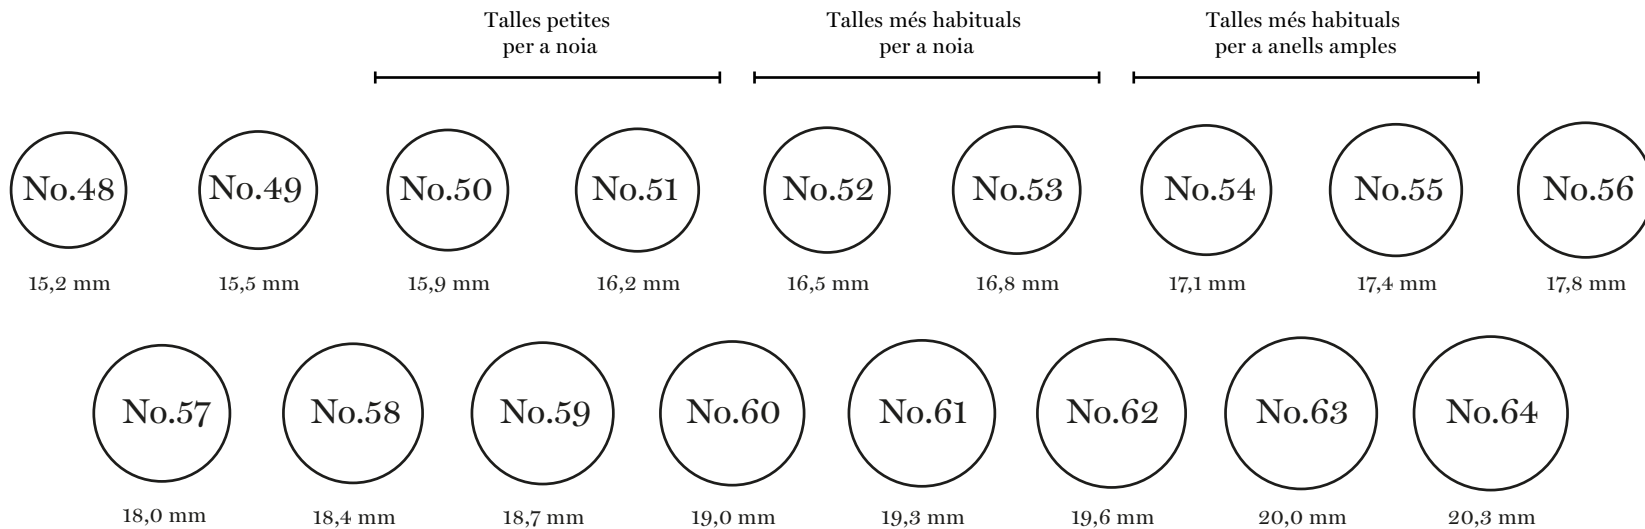 Talles petites
per a noia
Talles més habituals
per a noia
Talles més habituals
per a anells amples
No.48
No.49
No.50
No.51
No.52
No.53
No.54
No.55
No.56
15,2 mm
15,5 mm
15,9 mm
16,2 mm
16,5 mm
16,8 mm
17,1 mm
17,4 mm
17,8 mm
No.57
No.58
No.59
No.60
No.61
No.62
No.63
No.64
18,0 mm
18,4 mm
18,7 mm
19,0 mm
19,3 mm
19,6 mm
20,0 mm
20,3 mm